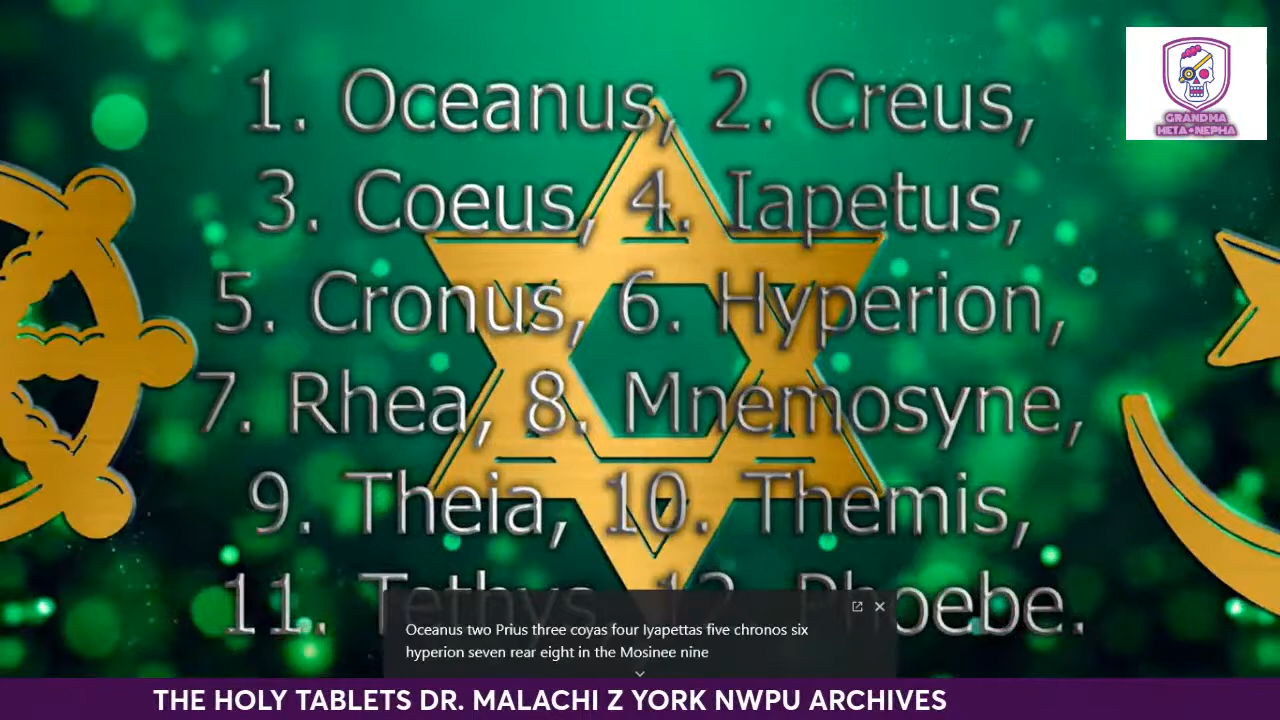 1. Oceanus, 2. Creus,
3. Coeus, 4. Iapetus,
5. Cronus, 6. Hyperion,
7. Rhea, 8. Mnemosyne,
9. Theia, 10. Themis,
11. Tethys, 12. Phoebe.
Oceanus two Prius three coyas four Iyapettas five chronos six
hyperion seven rear eight in the Mosinee nine
THE HOLY TABLETS DR. MALACHI Z YORK NWPU ARCHIVES
GRANDMA
META•NEPHA